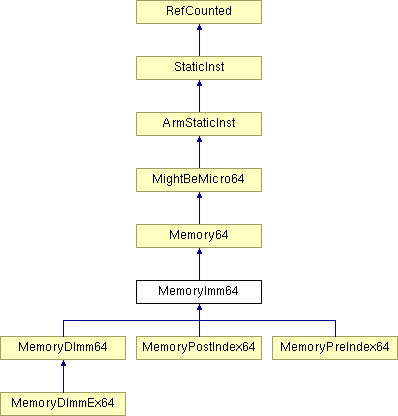 RefCounted
StaticInst
ArmStaticInst
MightBeMicro64
Memory64
MemoryImm64
MemoryDImm64
MemoryPostIndex64
MemoryPreIndex64
MemoryDImmEx64